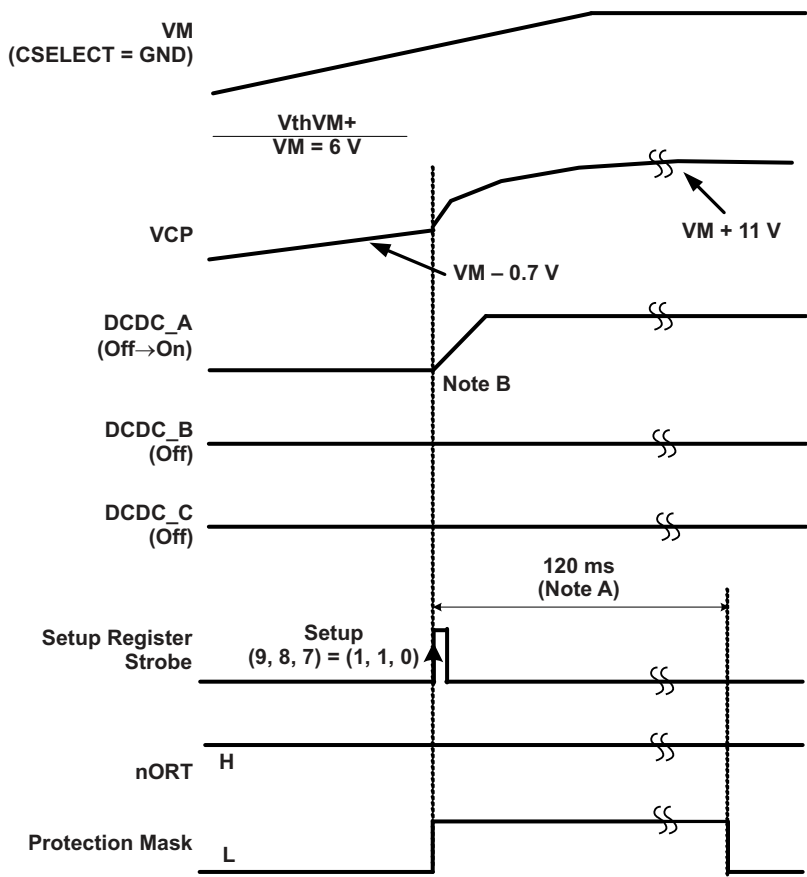 VM
(CSELECT = GND)
VthVM+
VM = 6 V
VCP
VM – 0.7 V
VM + 11 V
DCDC_A
(Off→On)
Note B
DCDC_B
(Off)
DCDC_C
(Off)
120 ms
(Note A)
Setup Register
Strobe
Setup
(9, 8, 7) = (1, 1, 0)
nORT
H
Protection Mask
L